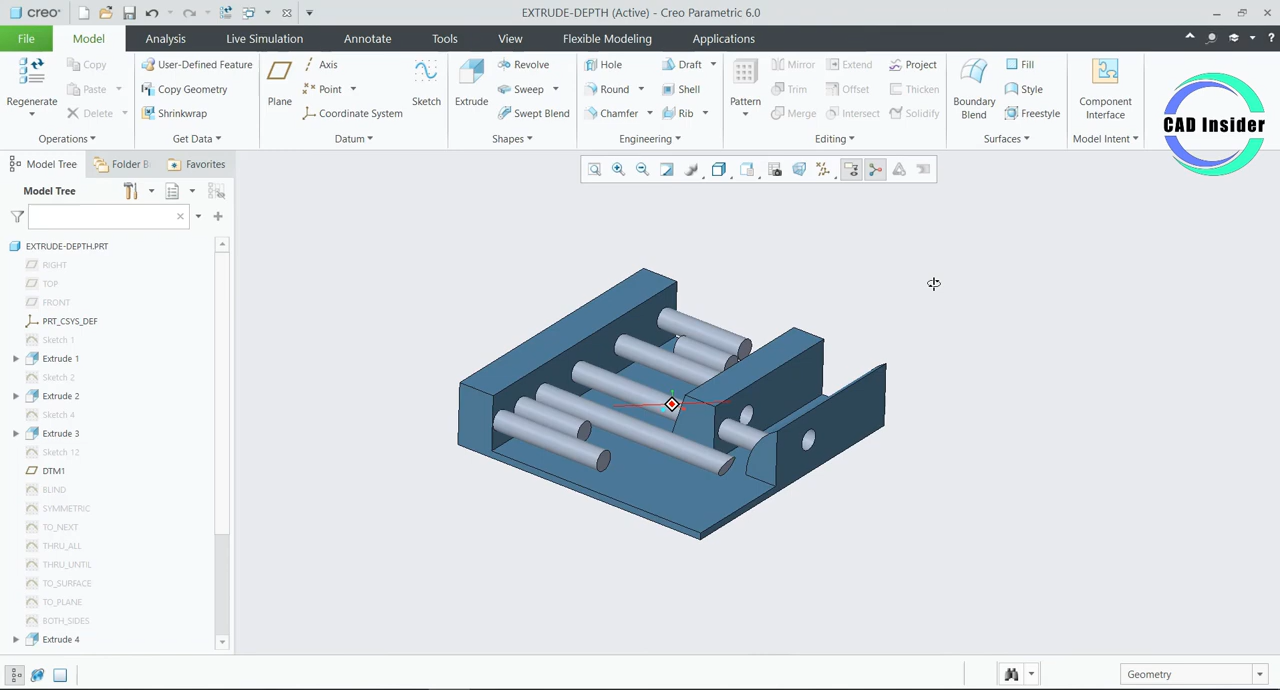 creo
EXTRUDE-DEPTH (Active) - Creo Parametric 6.0
File Model Analysis Live Simulation Annotate Tools View Flexible Modeling Applications
Regenerate
Copy
Paste
Delete
Operations
User-Defined Feature
Copy Geometry
Shrinkwrap
Get Data
Plane
Axis
Point
Coordinate System
Sketch
Datum
Extrude
Revolve
Sweep
Swept Blend
Shapes
Hole
Round
Chamfer
Draft
Shell
Rib
Engineering
Pattern
Mirror
Trim
Merge
Extend
Offset
Intersect
Project
Thicken
Solidify
Editing
Boundary
Blend
Fill
Style
Freestyle
Surfaces
Component
Interface
Model Intent
CAD Insider
Model Tree Folder B Favorites
Model Tree
EXTRUDE-DEPTH.PRT
RIGHT
TOP
FRONT
PRT_CSYS_DEF
Sketch 1
Extrude 1
Sketch 2
Extrude 2
Sketch 4
Extrude 3
Sketch 12
DTM1
BLIND
SYMMETRIC
TO_NEXT
THRU_ALL
THRU_UNTIL
TO_SURFACE
TO_PLANE
BOTH_SIDES
Extrude 4
Geometry